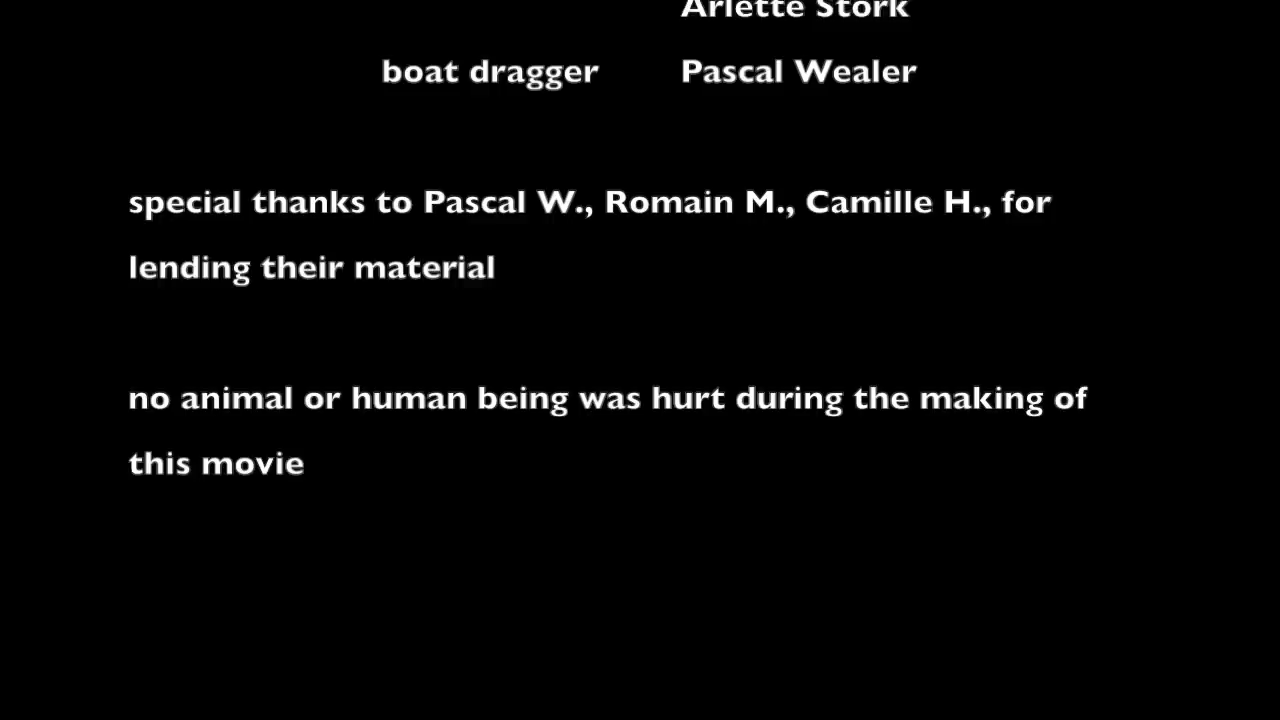 Arlette Stork
boat dragger Pascal Wealer
special thanks to Pascal W., Romain M., Camille H., for
lending their material
no animal or human being was hurt during the making of
this movie